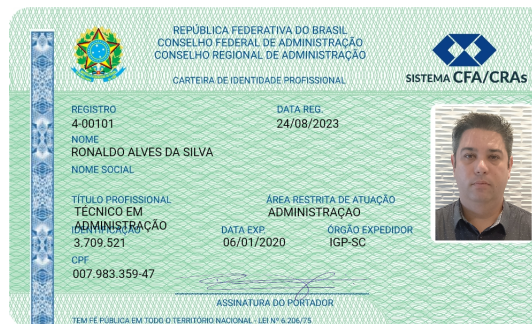 REPÚBLICA FEDERATIVA DO BRASIL
CONSELHO FEDERAL DE ADMINISTRAÇÃO
CONSELHO REGIONAL DE ADMINISTRAÇÃO
CARTEIRA DE IDENTIDADE PROFISSIONAL
SISTEMA CFA/CRAs
REGISTRO DATA REG.
4-00101 24/08/2023
NOME
RONALDO ALVES DA SILVA
NOME SOCIAL
TÍTULO PROFISSIONAL ÁREA RESTRITA DE ATUAÇÃO
TÉCNICO EM ADMINISTRAÇAO
ADMINISTRAÇÃO
IDENTIFICAÇÃO DATA EXP. ÓRGÃO EXPEDIDOR
3.709.521 06/01/2020 IGP-SC
CPF
007.983.359-47
ASSINATURA DO PORTADOR
TEM FÉ PÚBLICA EM TODO O TERRITÓRIO NACIONAL - LEI Nº 6.206/75